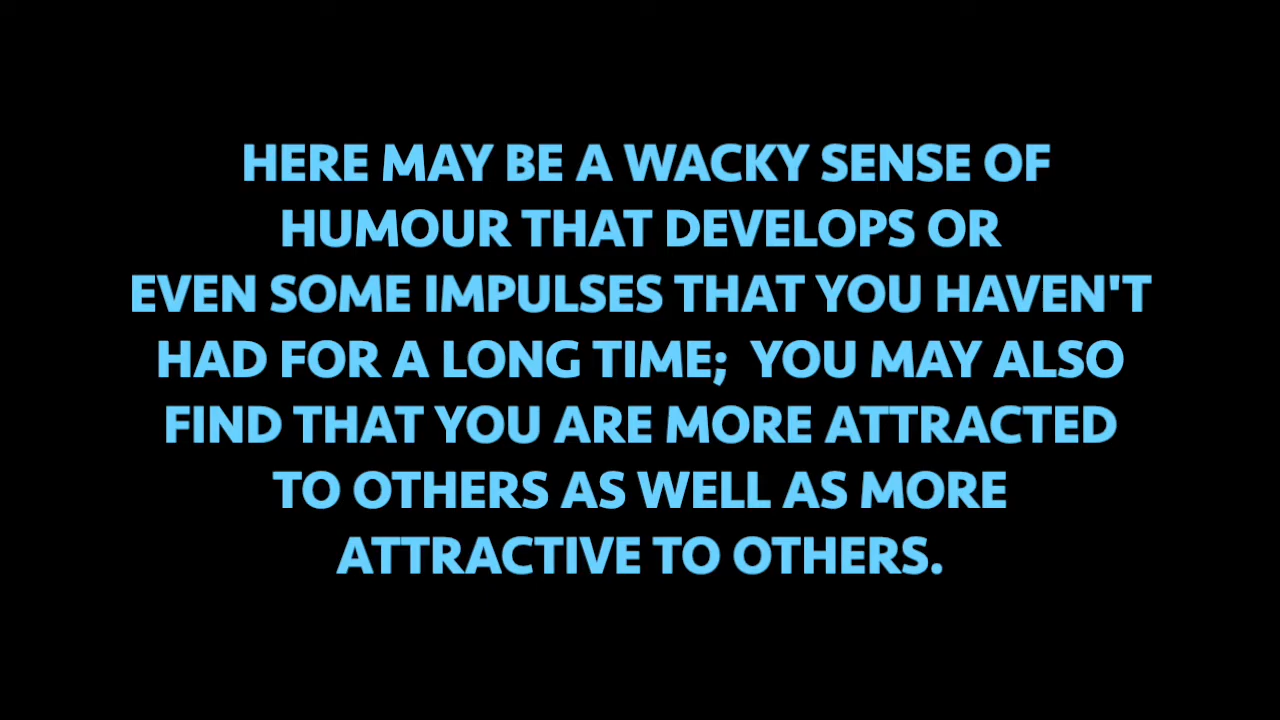 HERE MAY BE A WACKY SENSE OF
HUMOUR THAT DEVELOPS OR
EVEN SOME IMPULSES THAT YOU HAVEN'T
HAD FOR A LONG TIME;  YOU MAY ALSO
FIND THAT YOU ARE MORE ATTRACTED
TO OTHERS AS WELL AS MORE
ATTRACTIVE TO OTHERS.